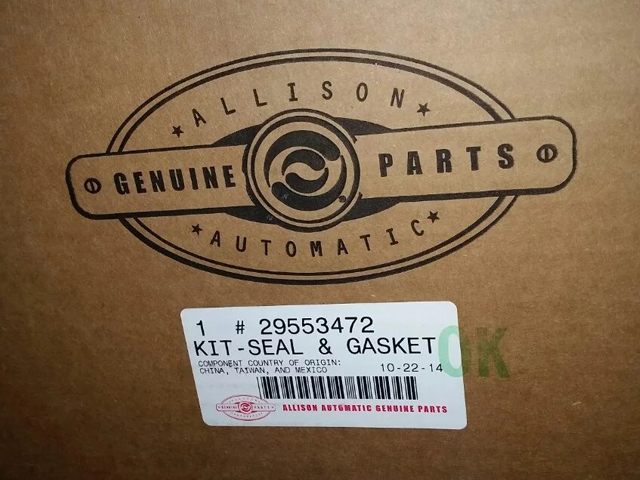 ALLISON
GENUINE PARTS
AUTOMATIC
1 # 29553472
KIT-SEAL & GASKET
OK
COMPONENT COUNTRY OF ORIGIN:
CHINA, TAIWAN, AND MEXICO
10-22-14
ALLISON AUTOMATIC GENUINE PARTS